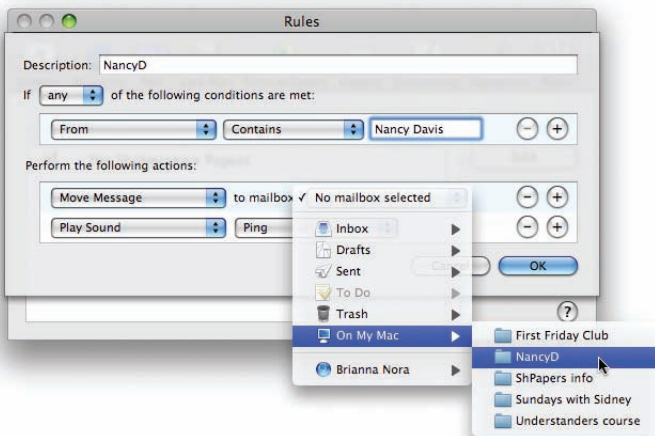 Rules
Description: NancyD
If any of the following conditions are met:
From Contains Nancy Davis
Perform the following actions:
Move Message to mailbox ✓ No mailbox selected
Play Sound Ping
Inbox
Drafts
Sent
To Do
Trash
On My Mac
Brianna Nora
OK
?
First Friday Club
NancyD
ShPapers info
Sundays with Sidney
Understanders course